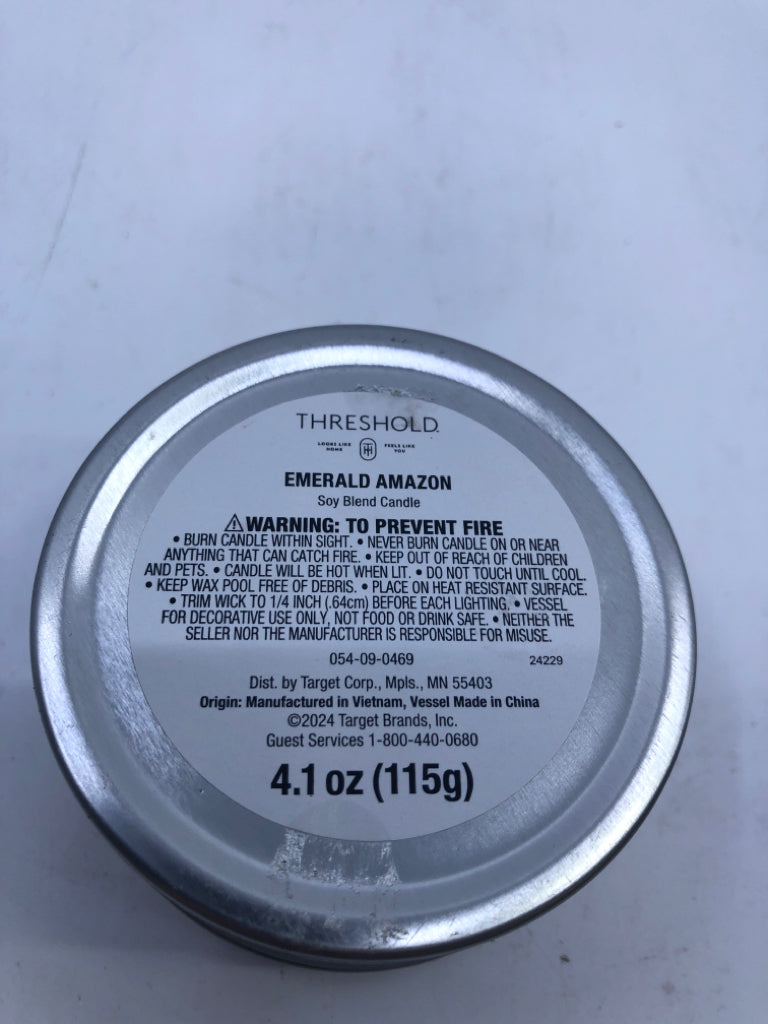 THRESHOLD.
LOOKS LIKE HOME TH FEELS LIKE YOU
EMERALD AMAZON
Soy Blend Candle
⚠WARNING: TO PREVENT FIRE
• BURN CANDLE WITHIN SIGHT. • NEVER BURN CANDLE ON OR NEAR
ANYTHING THAT CAN CATCH FIRE. • KEEP OUT OF REACH OF CHILDREN
AND PETS. • CANDLE WILL BE HOT WHEN LIT. • DO NOT TOUCH UNTIL COOL.
• KEEP WAX POOL FREE OF DEBRIS. • PLACE ON HEAT RESISTANT SURFACE.
• TRIM WICK TO 1/4 INCH (.64cm) BEFORE EACH LIGHTING. • VESSEL
FOR DECORATIVE USE ONLY, NOT FOOD OR DRINK SAFE. • NEITHER THE
SELLER NOR THE MANUFACTURER IS RESPONSIBLE FOR MISUSE.
054-09-0469 24229
Dist. by Target Corp., Mpls., MN 55403
Origin: Manufactured in Vietnam, Vessel Made in China
©2024 Target Brands, Inc.
Guest Services 1-800-440-0680
4.1 oz (115g)